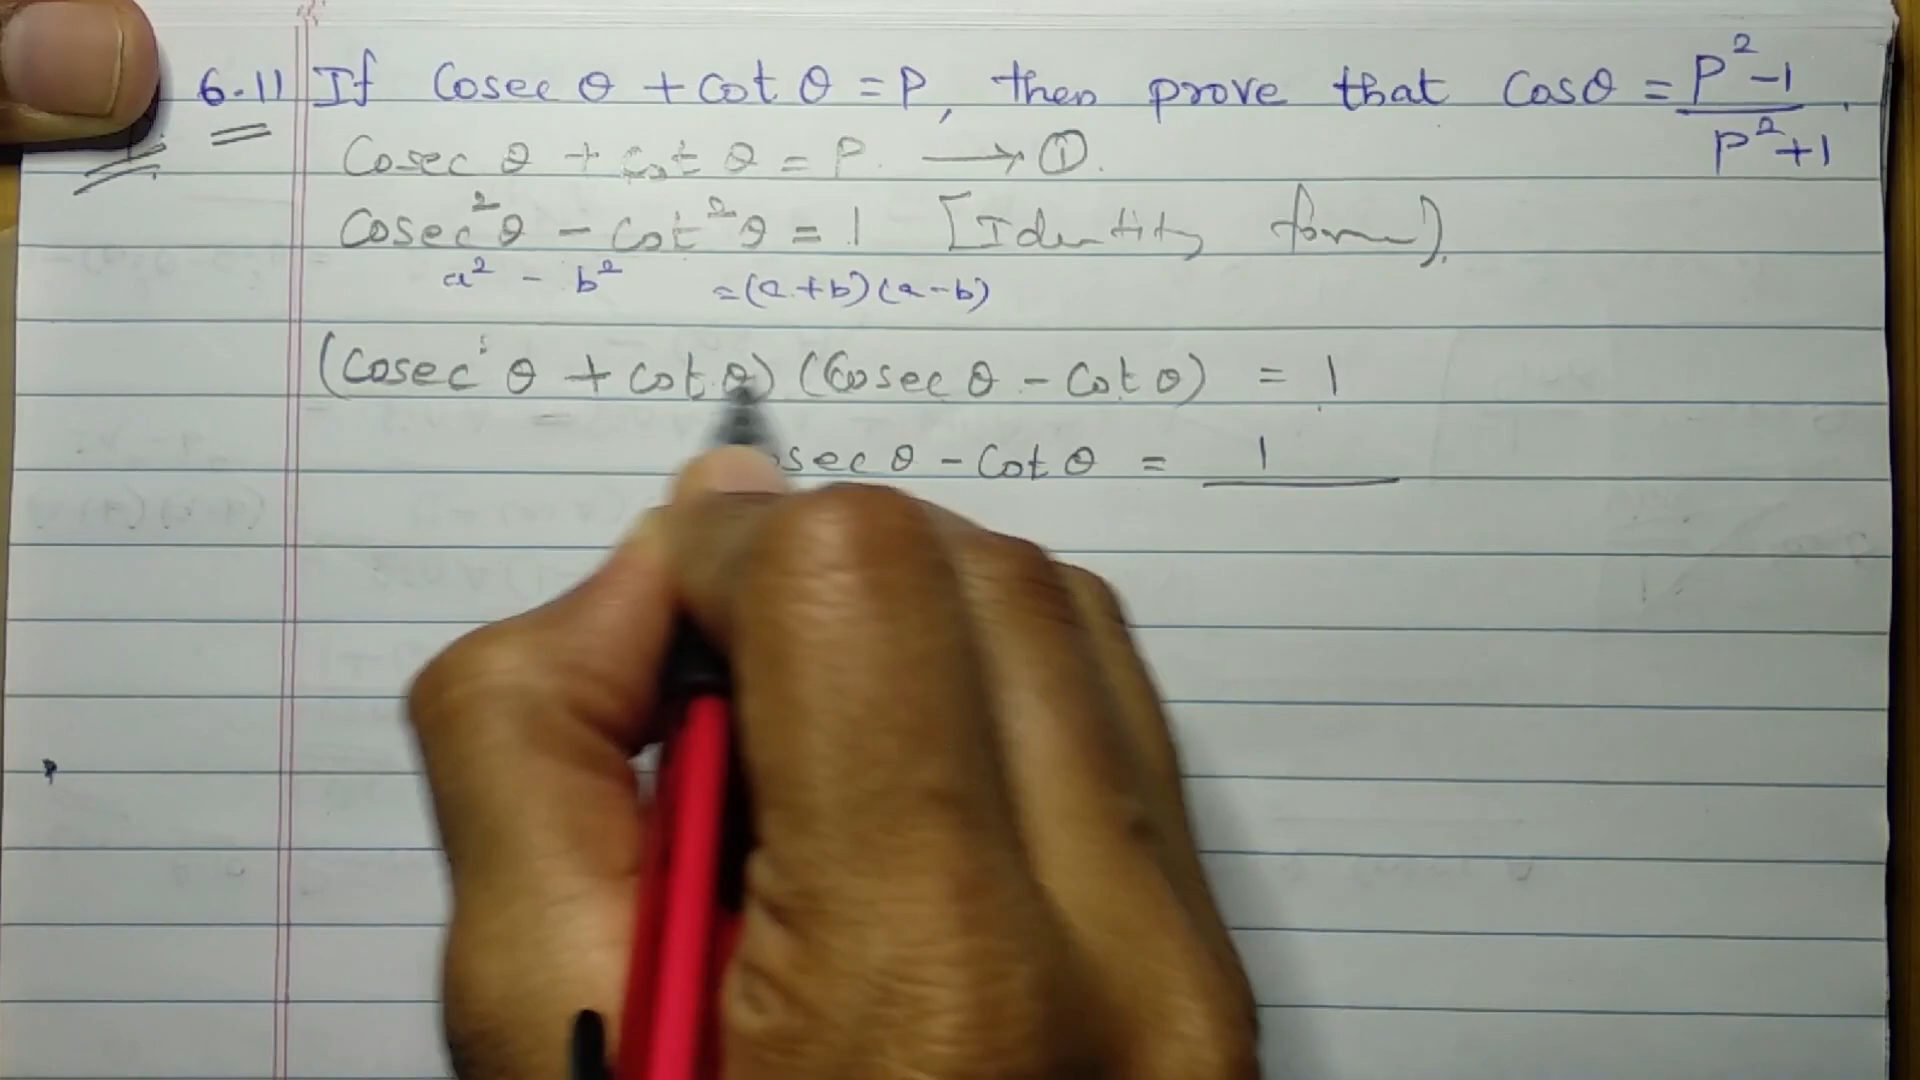 6.11 If Cosec θ + cot θ = P, then prove that Cosθ = P²-1 / P²+1.
Cosec θ + cot θ = P. → ①.
Cosec²θ - cot²θ = 1 [Identity form].
a² - b² = (a+b)(a-b)
(Cosec θ + cot θ) (Cosec θ - Cot θ) = 1
osec θ - Cot θ = 1